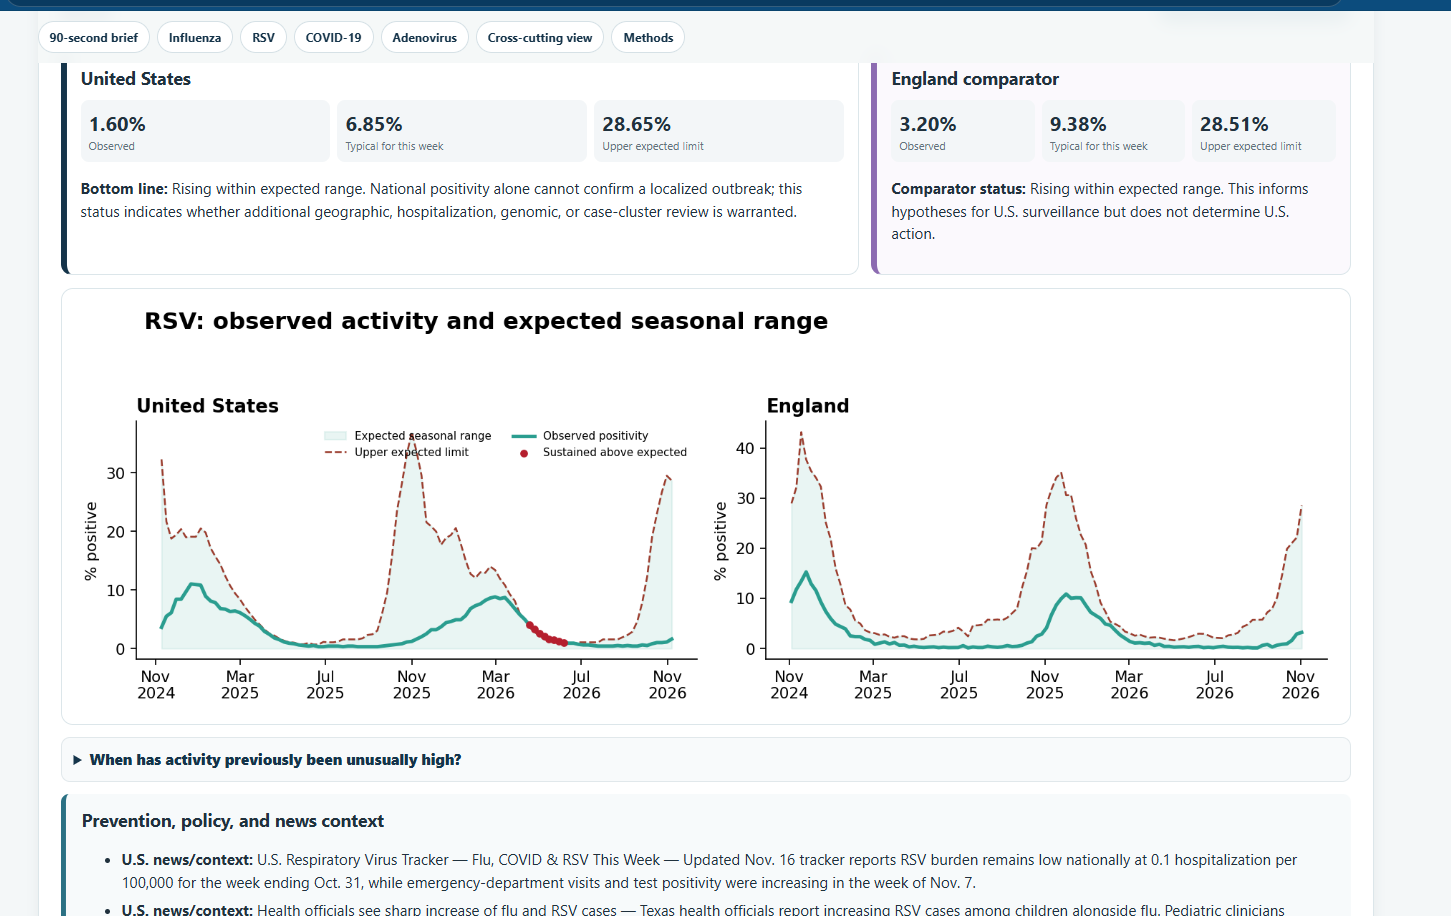 90-second brief
Influenza
RSV
COVID-19
Adenovirus
Cross-cutting view
Methods
United States
1.60%
Observed
6.85%
Typical for this week
28.65%
Upper expected limit
Bottom line: Rising within expected range. National positivity alone cannot confirm a localized outbreak; this
status indicates whether additional geographic, hospitalization, genomic, or case-cluster review is warranted.
England comparator
3.20%
Observed
9.38%
Typical for this week
28.51%
Upper expected limit
Comparator status: Rising within expected range. This informs
hypotheses for U.S. surveillance but does not determine U.S.
action.
RSV: observed activity and expected seasonal range
United States
Expected seasonal range
Upper expected limit
Observed positivity
Sustained above expected
% positive
30
20
10
0
Nov 2024
Mar 2025
Jul 2025
Nov 2025
Mar 2026
Jul 2026
Nov 2026
England
% positive
40
30
20
10
0
Nov 2024
Mar 2025
Jul 2025
Nov 2025
Mar 2026
Jul 2026
Nov 2026
When has activity previously been unusually high?
Prevention, policy, and news context
• U.S. news/context: U.S. Respiratory Virus Tracker — Flu, COVID & RSV This Week — Updated Nov. 16 tracker reports RSV burden remains low nationally at 0.1 hospitalization per
100,000 for the week ending Oct. 31, while emergency-department visits and test positivity were increasing in the week of Nov. 7.
• U.S. news/context: Health officials see sharp increase of flu and RSV cases — Texas health officials report increasing RSV cases among children alongside flu. Pediatric clinicians